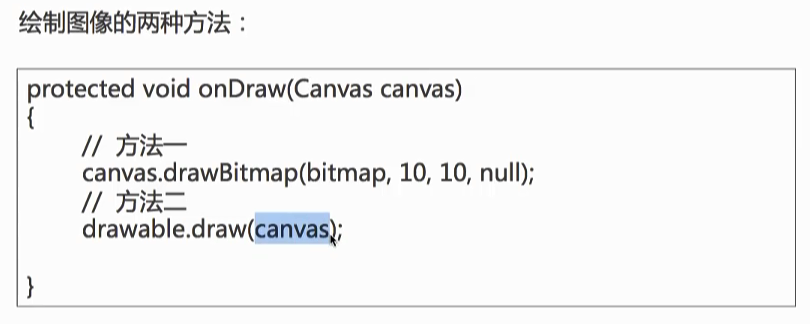 绘制图像的两种方法：
protected void onDraw(Canvas canvas)
{
// 方法一
canvas.drawBitmap(bitmap, 10, 10, null);
// 方法二
drawable.draw(canvas);
}